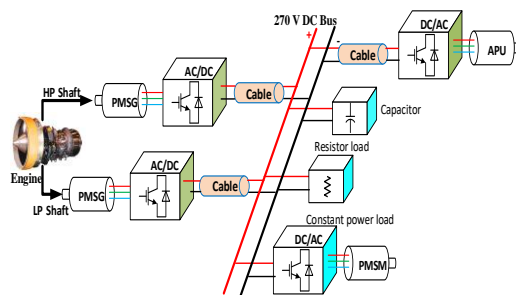 270 V DC Bus
+
-
DC/AC
Cable
APU
AC/DC
HP Shaft
PMSG
Cable
Capacitor
Resistor load
Engine
AC/DC
PMSG
Cable
LP Shaft
Constant power load
DC/AC
PMSM